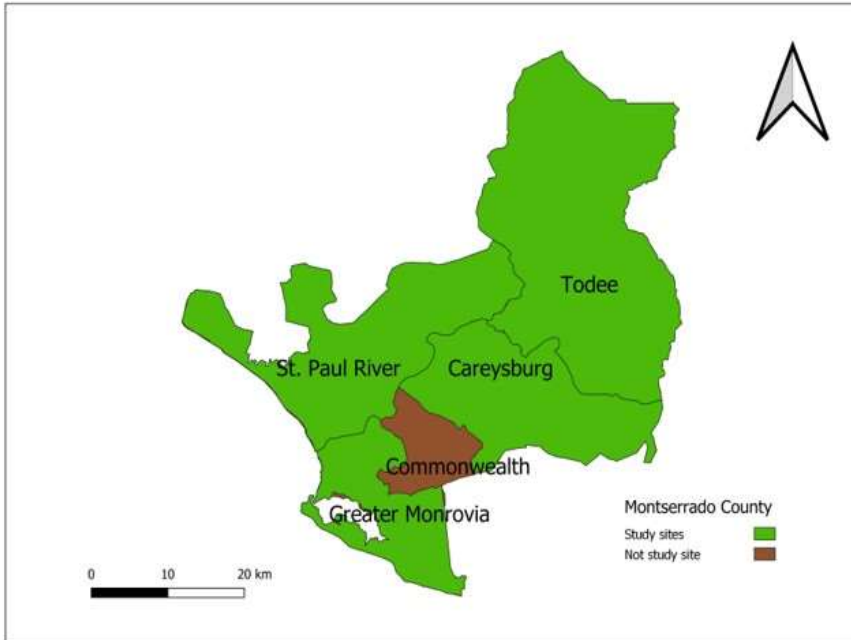 Todee
St. Paul River
Careysburg
Commonwealth
Greater Monrovia
Montserrado County
Study sites
Not study site
0 10 20 km